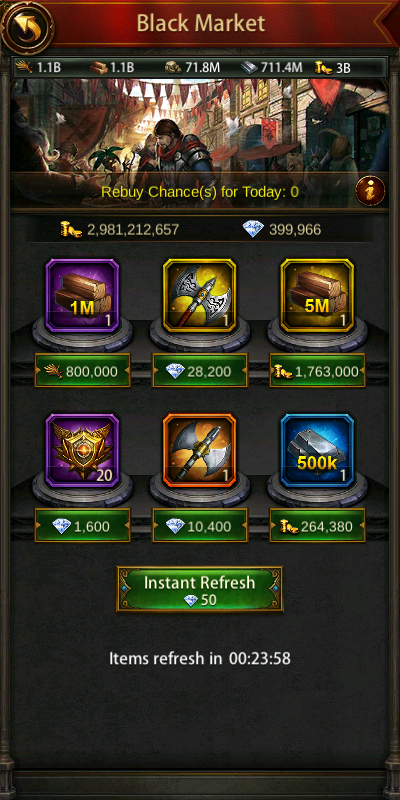 Black Market
1.1B 1.1B 71.8M 711.4M 3B
Rebuy Chance(s) for Today: 0
2,981,212,657 399,966
1M 1 1 5M 1
800,000 28,200 1,763,000
20 1 500k 1
1,600 10,400 264,380
Instant Refresh
50
Items refresh in 00:23:58